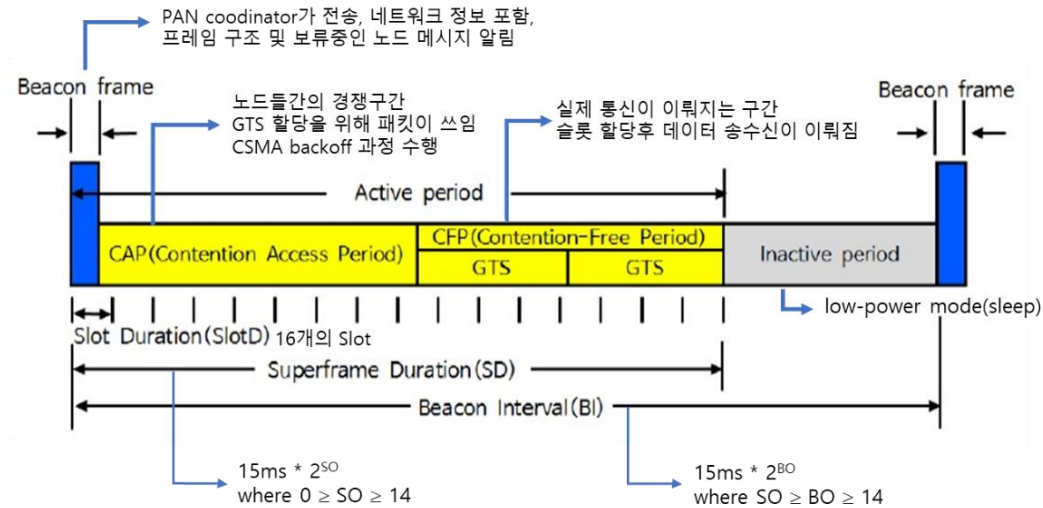 PAN coodinator가 전송, 네트워크 정보 포함,
프레임 구조 및 보류중인 노드 메시지 알림
Beacon frame
노드들간의 경쟁구간
GTS 할당을 위해 패킷이 쓰임
CSMA backoff 과정 수행
실제 통신이 이뤄지는 구간
슬롯 할당후 데이터 송수신이 이뤄짐
Beacon frame
Active period
CAP(Contention Access Period)
CFP(Contention-Free Period)
GTS
GTS
Inactive period
low-power mode(sleep)
Slot Duration(SlotD) 16개의 Slot
Superframe Duration(SD)
Beacon Interval(BI)
15ms * 2^SO
where 0 ≥ SO ≥ 14
15ms * 2^BO
where SO ≥ BO ≥ 14